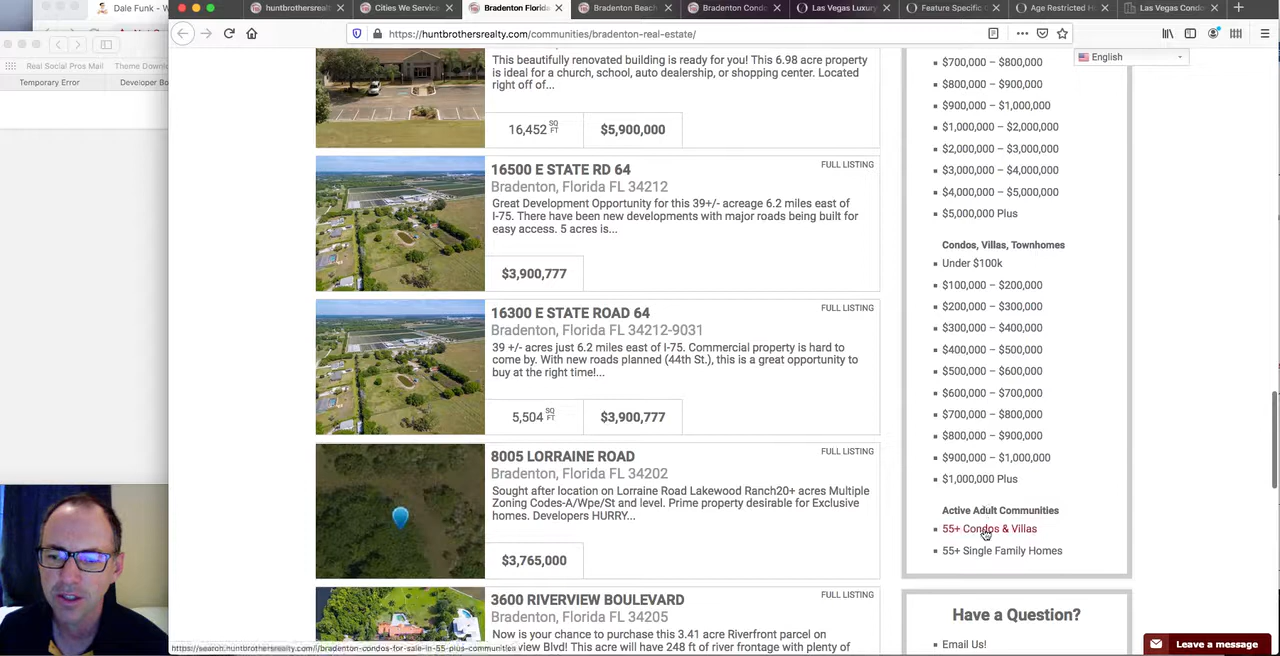 Dale Funk - W
huntbrothersrealty
Cities We Service
Bradenton Florida
Bradenton Beach
Bradenton Condo
Las Vegas Luxury
Feature Specific C
Age Restricted H
Las Vegas Condo
https://huntbrothersrealty.com/communities/bradenton-real-estate/
Real Social Pros Mail
Theme Downlo
Temporary Error
Developer Bo
English
This beautifully renovated building is ready for you! This 6.98 acre property
is ideal for a church, school, auto dealership, or shopping center. Located
right off of...
16,452 SQ FT
$5,900,000
16500 E STATE RD 64
FULL LISTING
Bradenton, Florida FL 34212
Great Development Opportunity for this 39+/- acreage 6.2 miles east of
I-75. There have been new developments with major roads being built for
easy access. 5 acres is...
$3,900,777
16300 E STATE ROAD 64
FULL LISTING
Bradenton, Florida FL 34212-9031
39 +/- acres just 6.2 miles east of I-75. Commercial property is hard to
come by. With new roads planned (44th St.), this is a great opportunity to
buy at the right time!...
5,504 SQ FT
$3,900,777
8005 LORRAINE ROAD
FULL LISTING
Bradenton, Florida FL 34202
Sought after location on Lorraine Road Lakewood Ranch20+ acres Multiple
Zoning Codes-A/Wpe/St and level. Prime property desirable for Exclusive
homes. Developers HURRY...
$3,765,000
3600 RIVERVIEW BOULEVARD
FULL LISTING
Bradenton, Florida FL 34205
Now is your chance to purchase this 3.41 acre Riverfront parcel on
view Blvd! This acre will have 248 ft of river frontage with plenty of
https://search.huntbrothersrealty.com/i/bradenton-condos-for-sale-in-55-plus-communities
$700,000 – $800,000
$800,000 – $900,000
$900,000 – $1,000,000
$1,000,000 – $2,000,000
$2,000,000 – $3,000,000
$3,000,000 – $4,000,000
$4,000,000 – $5,000,000
$5,000,000 Plus
Condos, Villas, Townhomes
Under $100k
$100,000 – $200,000
$200,000 – $300,000
$300,000 – $400,000
$400,000 – $500,000
$500,000 – $600,000
$600,000 – $700,000
$700,000 – $800,000
$800,000 – $900,000
$900,000 – $1,000,000
$1,000,000 Plus
Active Adult Communities
55+ Condos & Villas
55+ Single Family Homes
Have a Question?
Email Us!
Leave a message